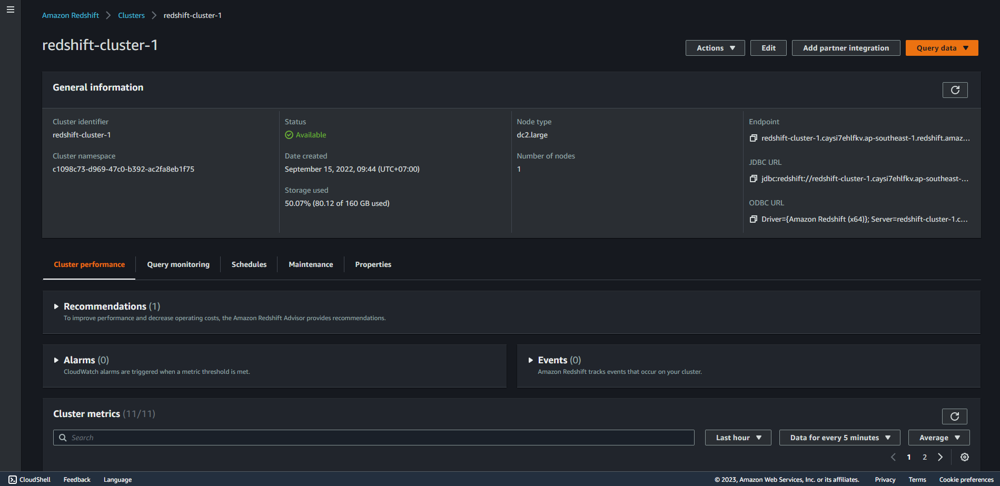 Amazon Redshift > Clusters > redshift-cluster-1
redshift-cluster-1
Actions
Edit
Add partner integration
Query data
General information
Cluster identifier
redshift-cluster-1
Cluster namespace
c1098c73-d969-47c0-b392-ac2fa8eb1f75
Status
Available
Date created
September 15, 2022, 09:44 (UTC+07:00)
Storage used
50.07% (80.12 of 160 GB used)
Node type
dc2.large
Number of nodes
1
Endpoint
redshift-cluster-1.caysi7ehlfkv.ap-southeast-1.redshift.amaz...
JDBC URL
jdbc:redshift://redshift-cluster-1.caysi7ehlfkv.ap-southeast-...
ODBC URL
Driver={Amazon Redshift (x64)}; Server=redshift-cluster-1.c...
Cluster performance
Query monitoring
Schedules
Maintenance
Properties
Recommendations (1)
To improve performance and decrease operating costs, the Amazon Redshift Advisor provides recommendations.
Alarms (0)
CloudWatch alarms are triggered when a metric threshold is met.
Events (0)
Amazon Redshift tracks events that occur on your cluster.
Cluster metrics (11/11)
Search
Last hour
Data for every 5 minutes
Average
1 2
CloudShell
Feedback
Language
© 2023, Amazon Web Services, Inc. or its affiliates.
Privacy
Terms
Cookie preferences